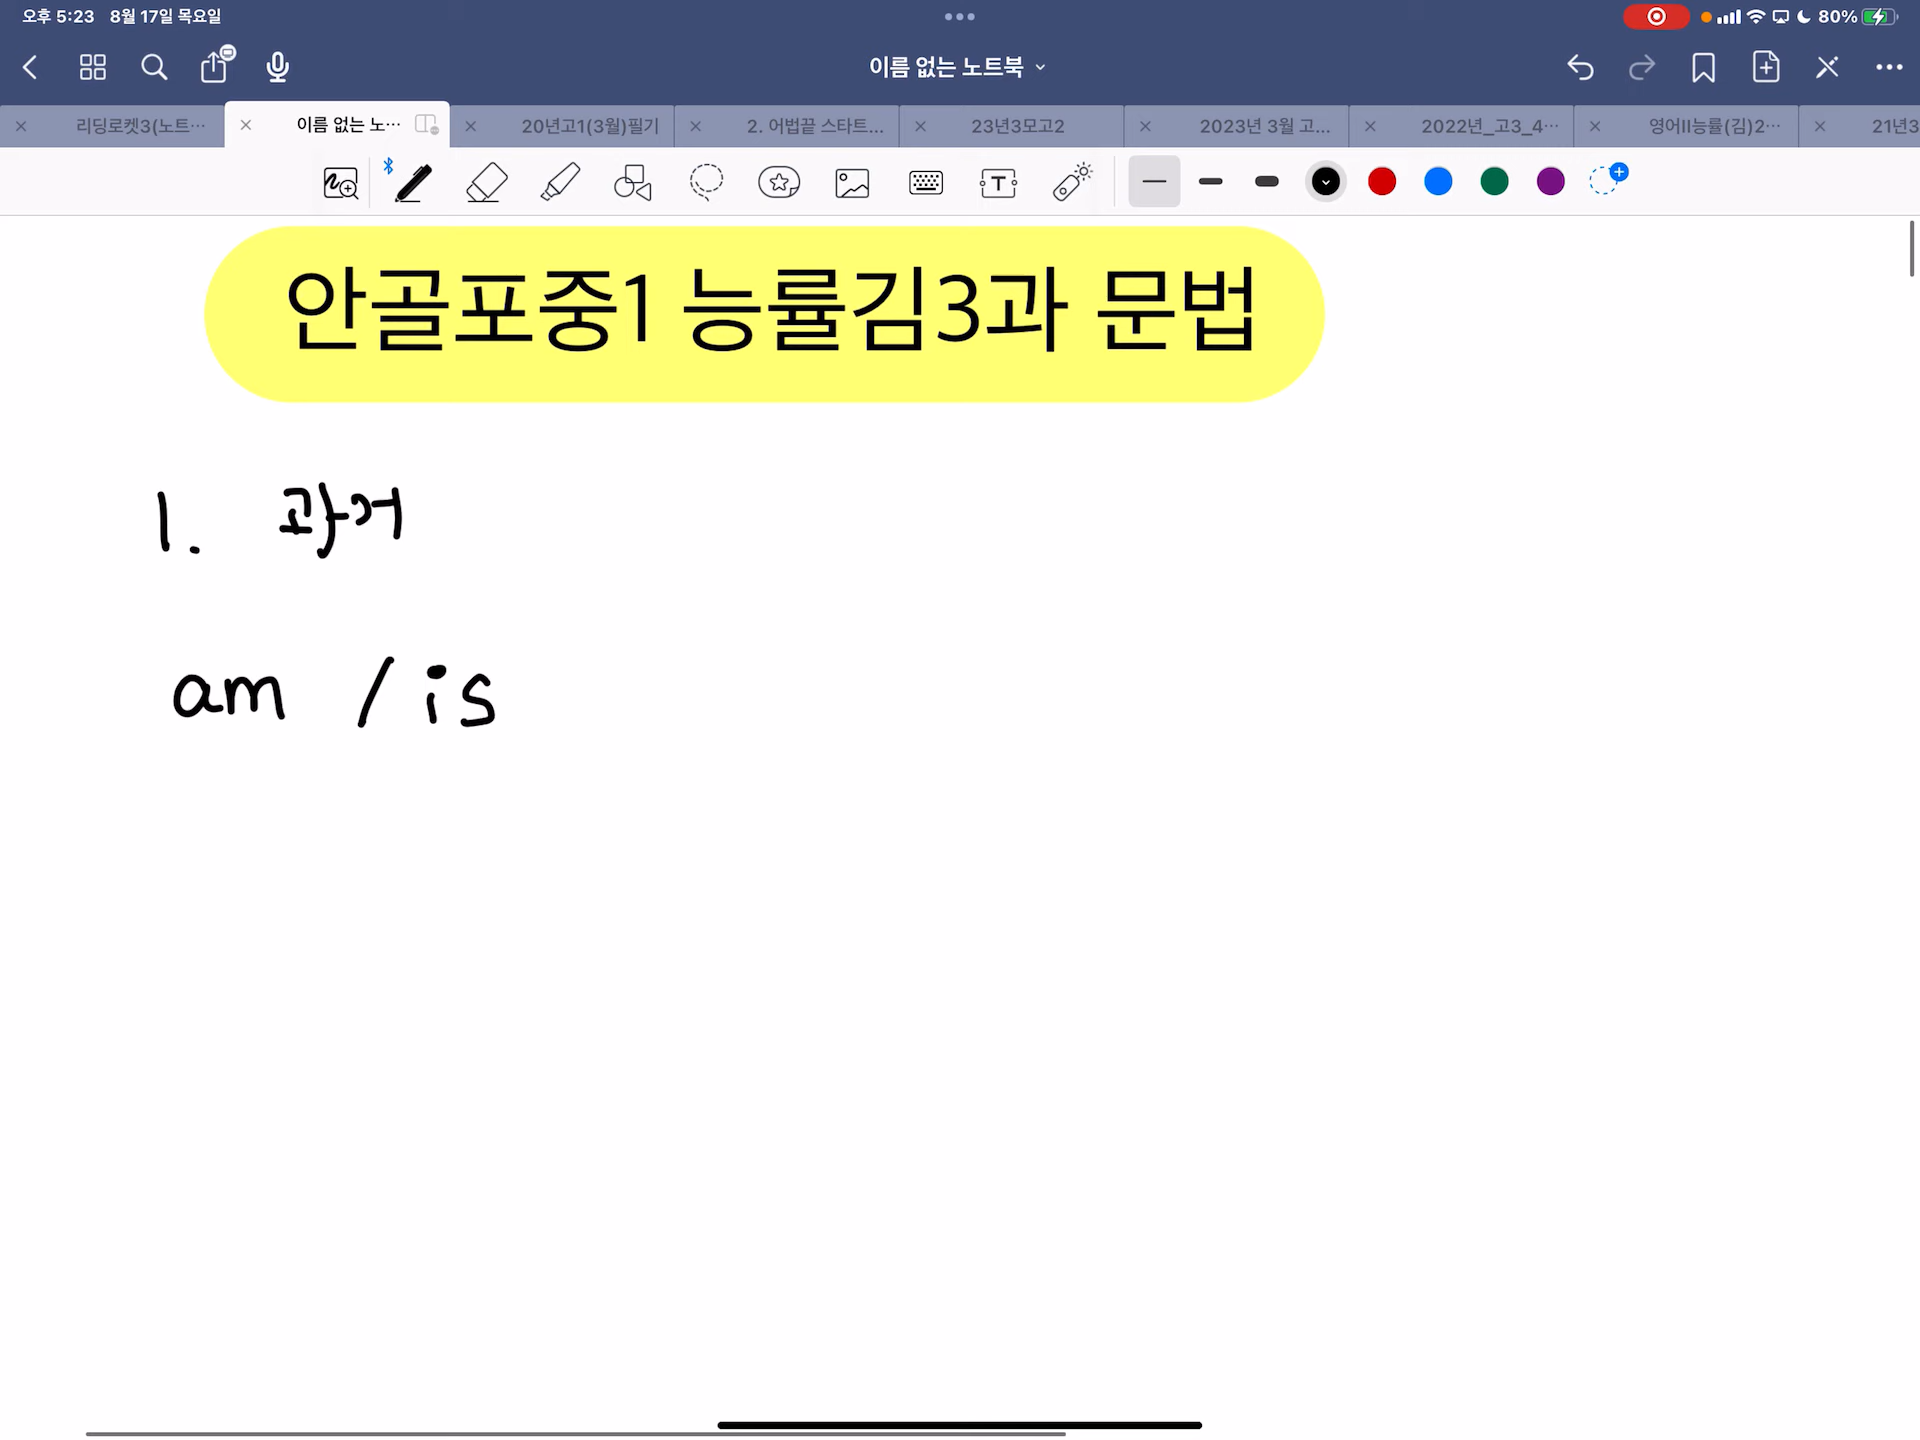 오후 5:23 8월 17일 목요일
80%
이름 없는 노트북
리딩로켓3(노트…
이름 없는 노…
20년고1(3월)필기
2. 어법끝 스타트…
23년3모고2
2023년 3월 고…
2022년_고3_4…
영어II능률(김)2…
21년3
T
안골포중1 능률김3과 문법
1. 과거
am / is